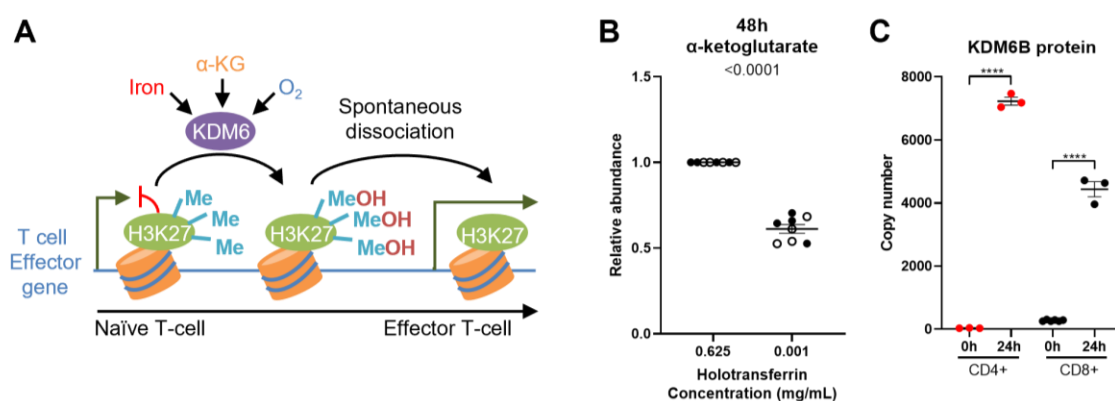 A
α-KG
Iron
O2
KDM6
Spontaneous
dissociation
Me
Me
Me
H3K27
MeOH
MeOH
MeOH
H3K27
H3K27
T cell
Effector
gene
Naïve T-cell
Effector T-cell
B
48h
α-ketoglutarate
<0.0001
Relative abundance
1.5
1.0
0.5
0.0
0.625
0.001
Holotransferrin
Concentration (mg/mL)
C
KDM6B protein
Copy number
8000
6000
4000
2000
0
****
****
0h
24h
0h
24h
CD4+
CD8+